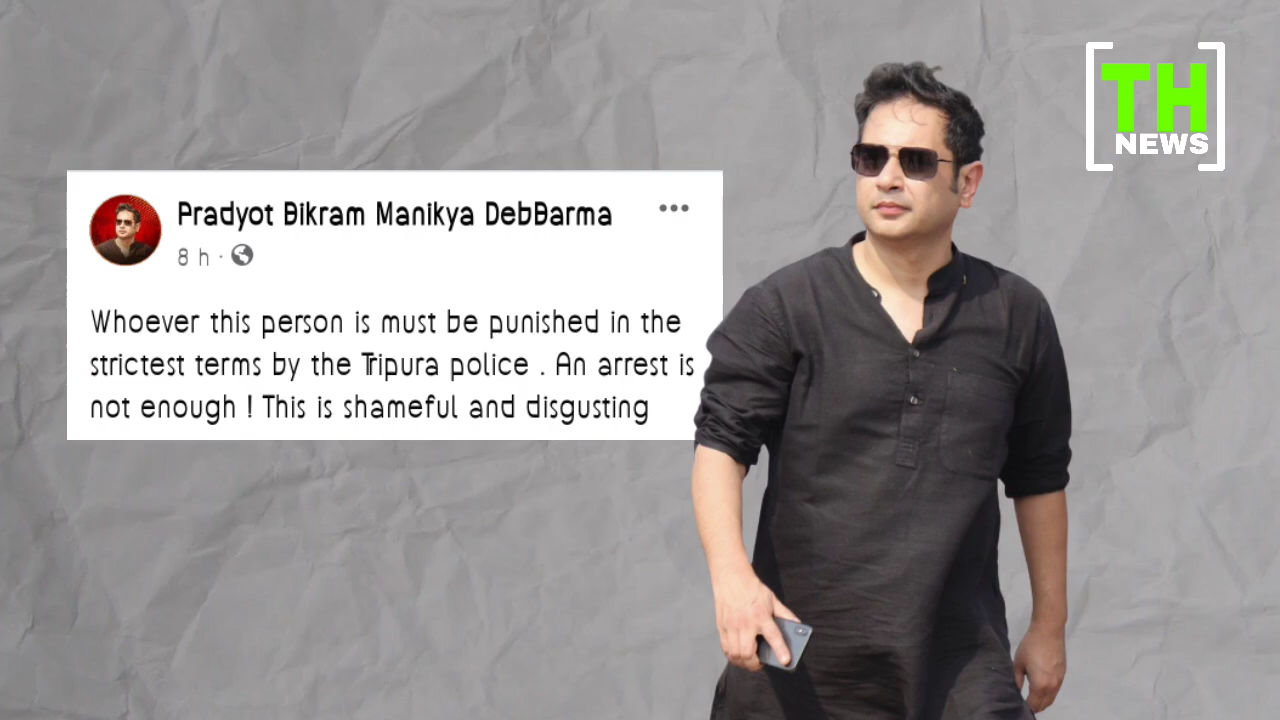 TH
NEWS
Pradyot Bikram Manikya DebBarma
8 h ·
Whoever this person is must be punished in the
strictest terms by the Tripura police . An arrest is
not enough ! This is shameful and disgusting